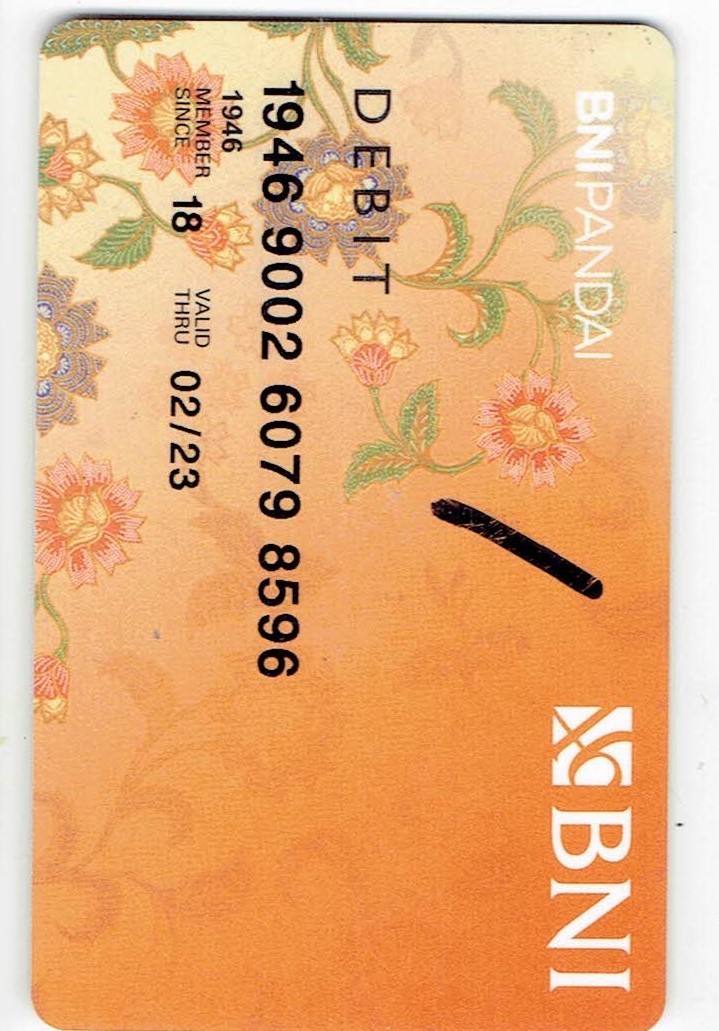 BNI PANDAI
BNI
DEBIT
1946 9002 6079 8596
1946
MEMBER SINCE 18 VALID THRU 02/23